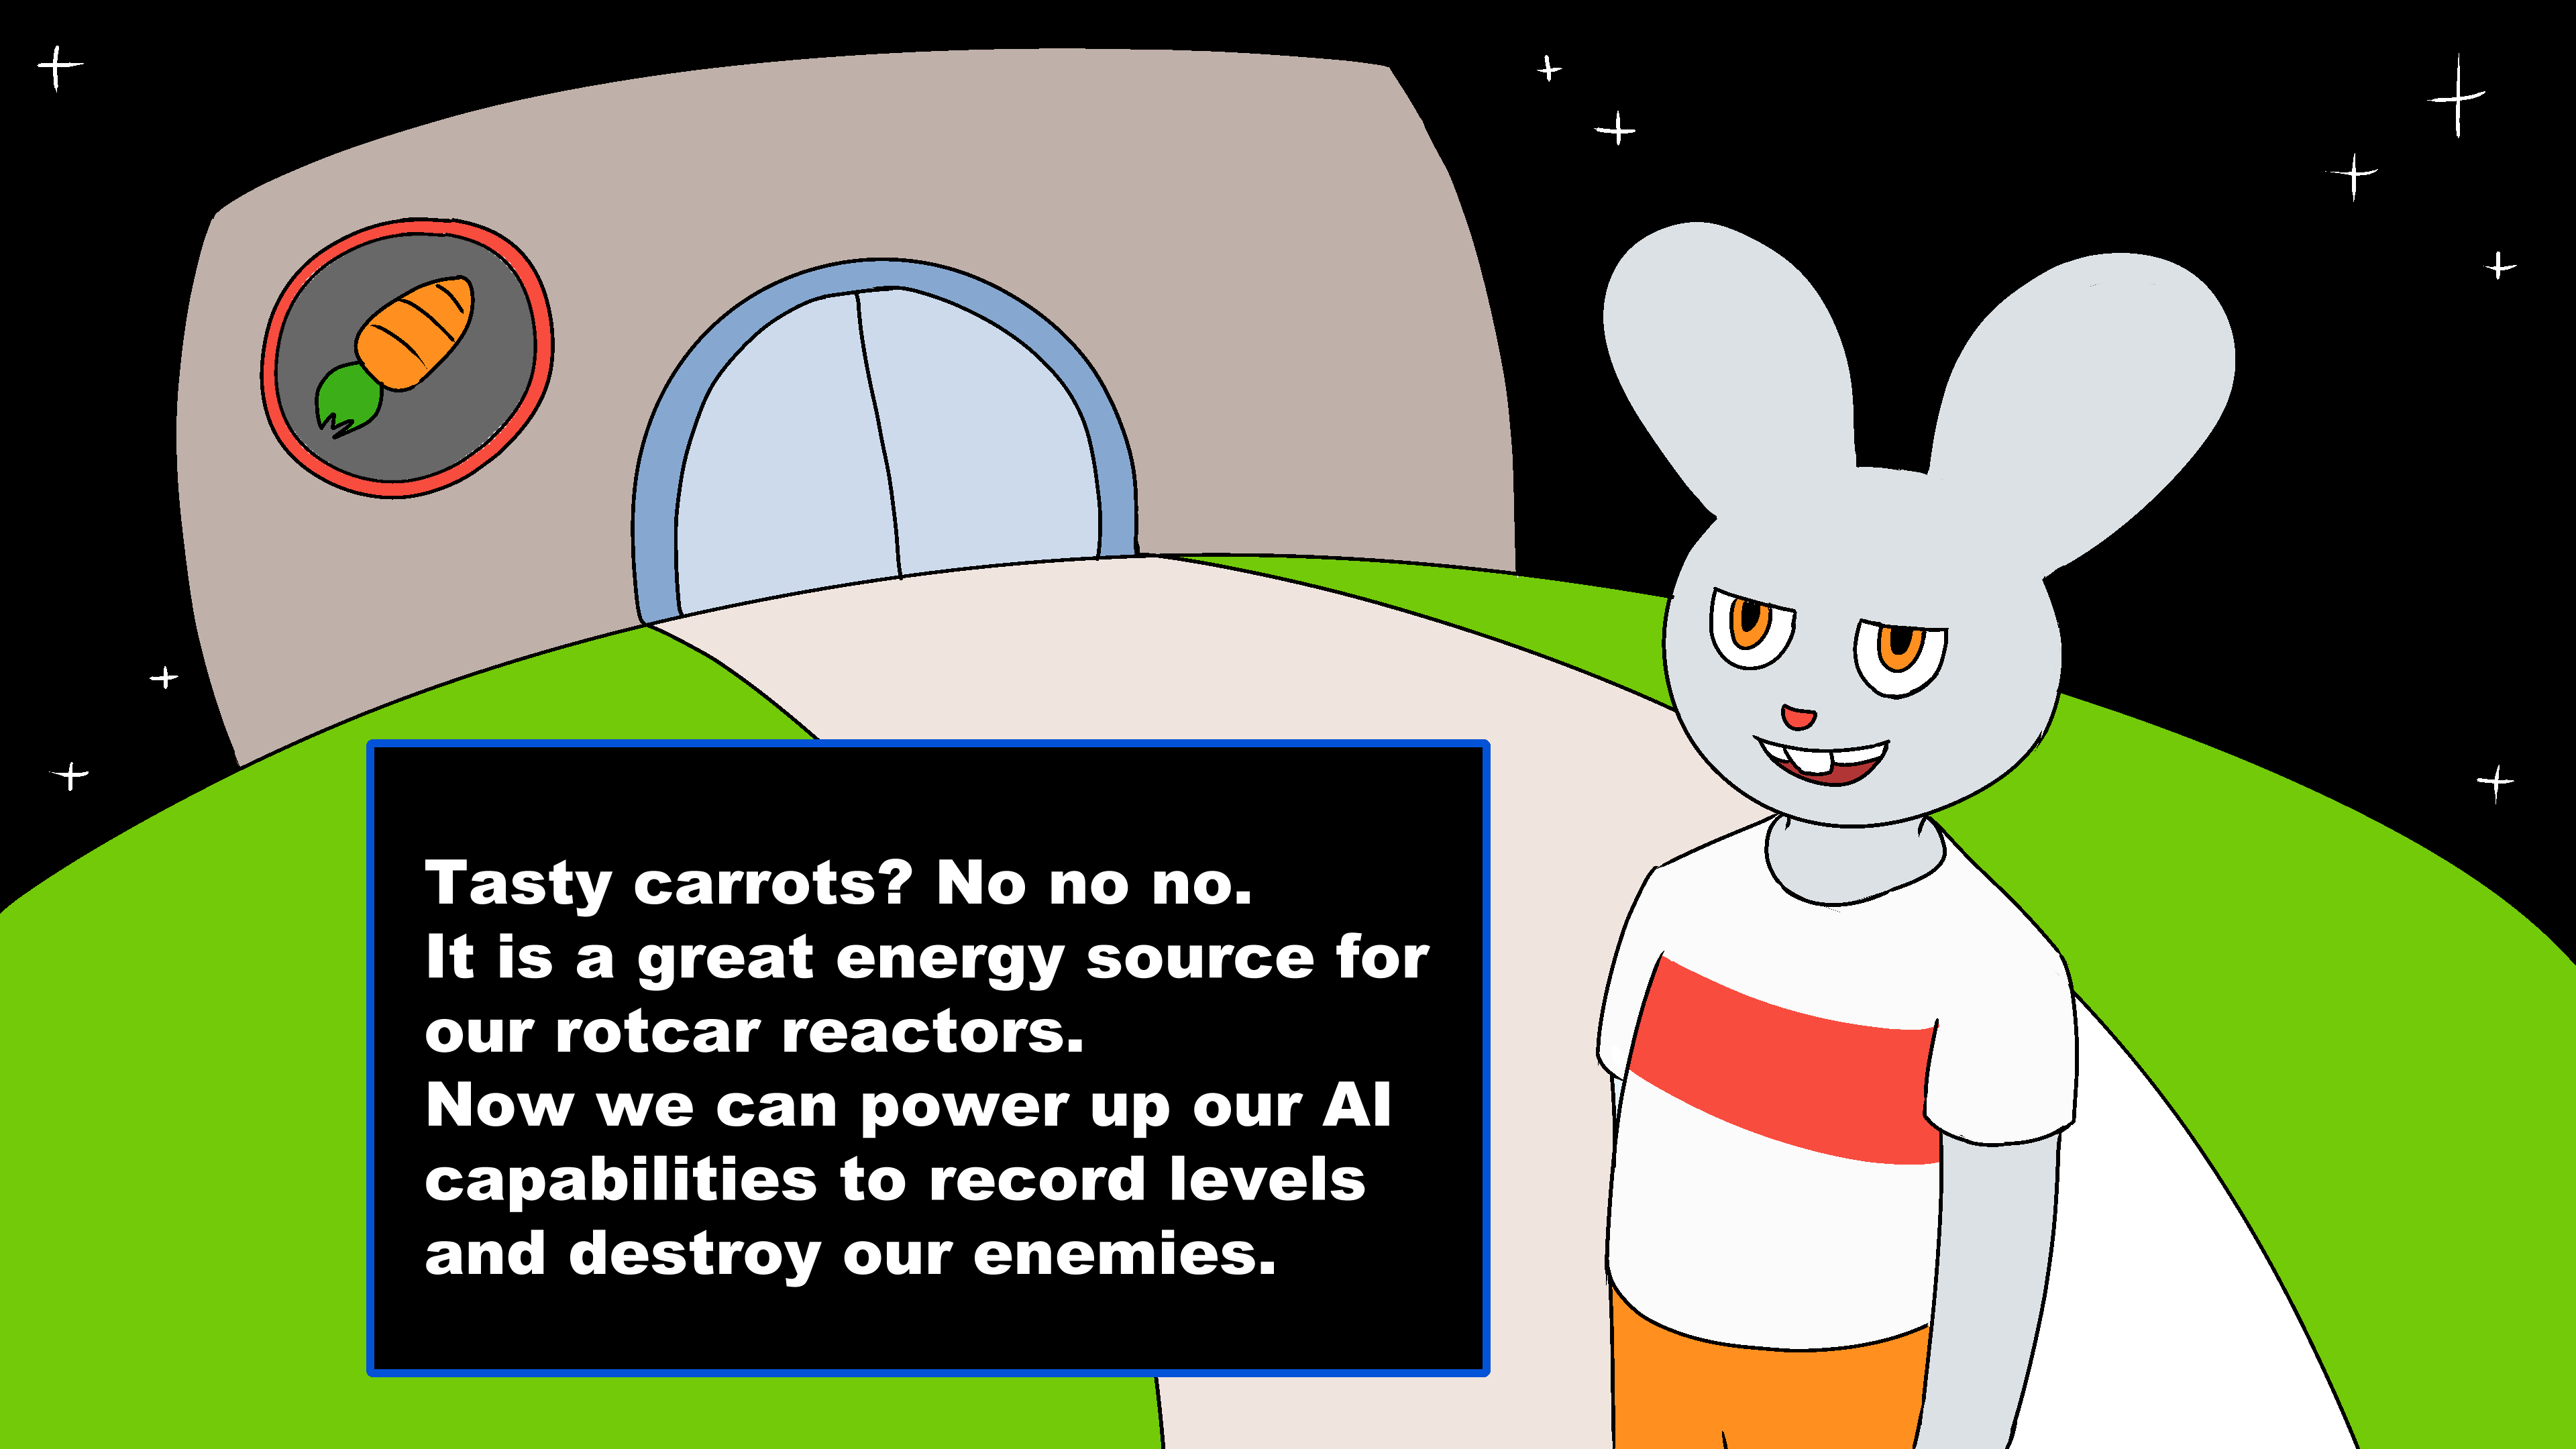 Tasty carrots? No no no.
It is a great energy source for
our rotcar reactors.
Now we can power up our AI
capabilities to record levels
and destroy our enemies.